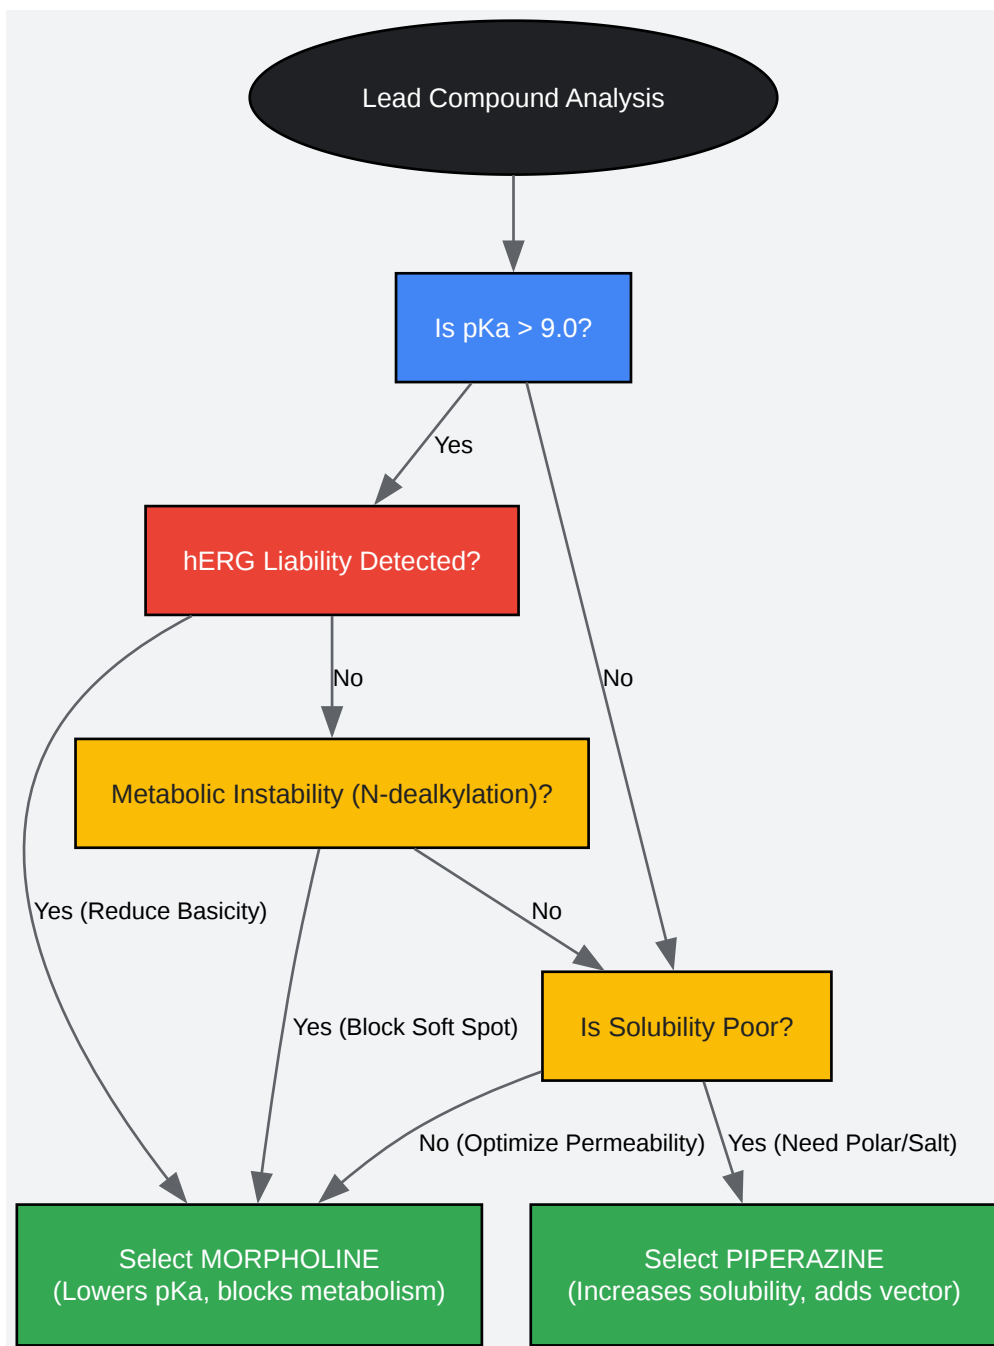 Lead Compound Analysis
Is pKa > 9.0?
Yes
hERG Liability Detected?
No
No
Metabolic Instability (N-dealkylation)?
Yes (Reduce Basicity)
No
Yes (Block Soft Spot)
Is Solubility Poor?
No (Optimize Permeability)
Yes (Need Polar/Salt)
Select MORPHOLINE
(Lowers pKa, blocks metabolism)
Select PIPERAZINE
(Increases solubility, adds vector)